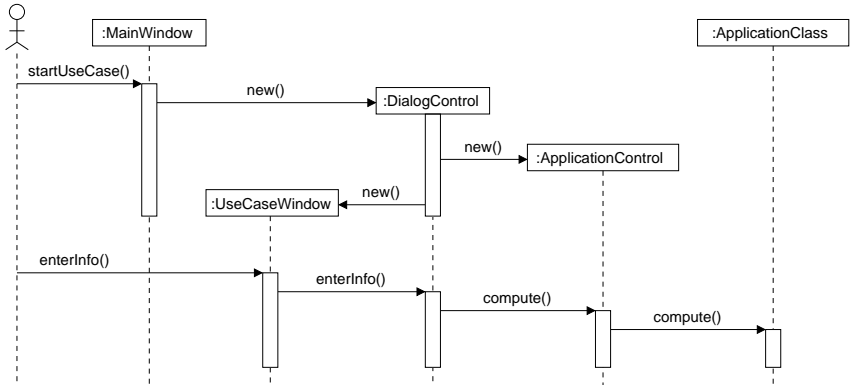 :MainWindow
:ApplicationClass
startUseCase()
new()
:DialogControl
new()
:ApplicationControl
new()
:UseCaseWindow
enterInfo()
enterInfo()
compute()
compute()